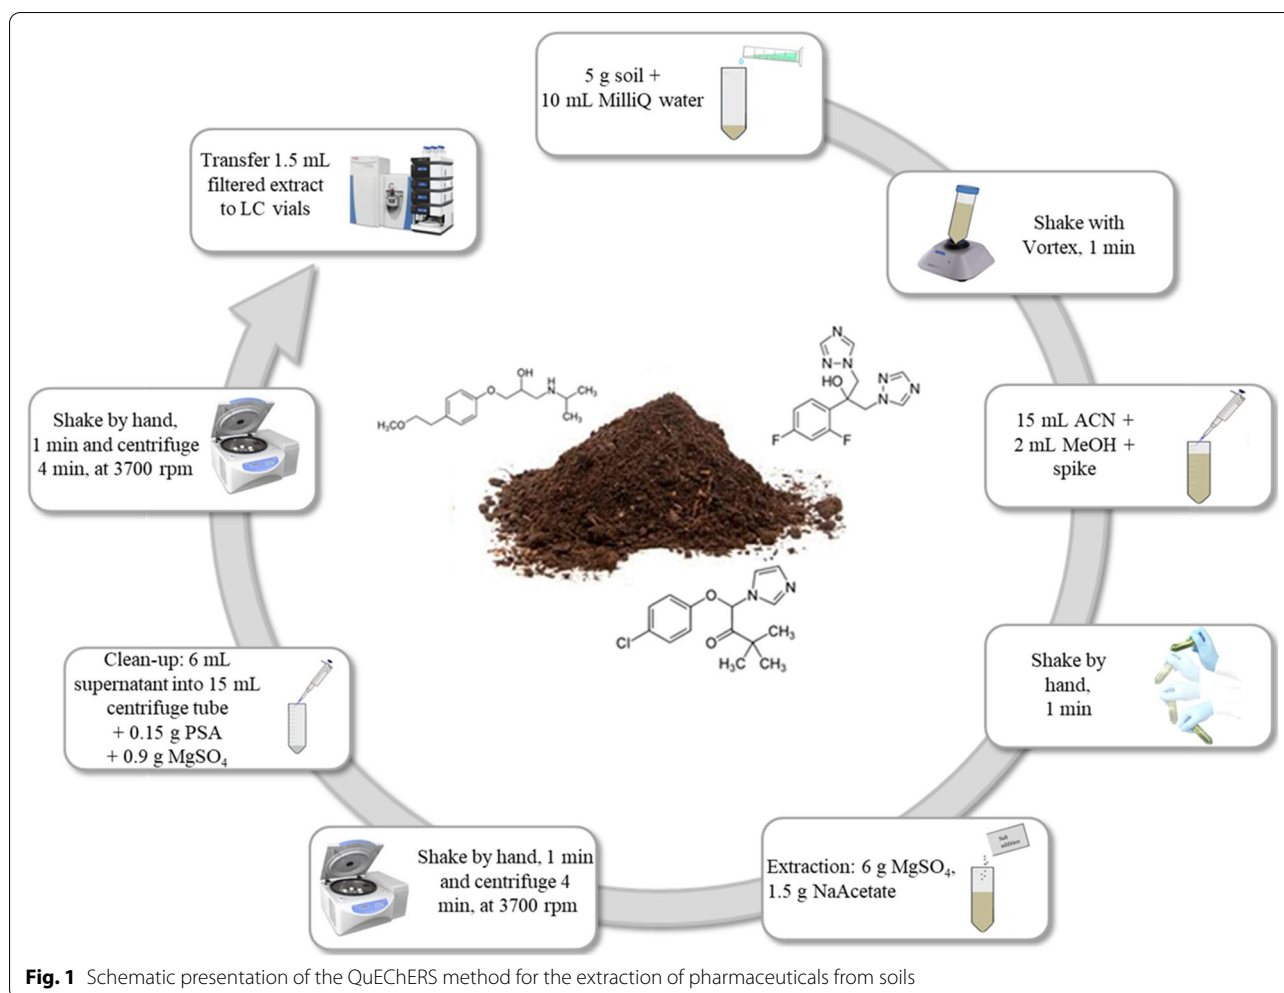 5 g soil +
10 mL MilliQ water
Shake with
Vortex, 1 min
15 mL ACN +
2 mL MeOH +
spike
Shake by
hand,
1 min
Salt
addition
Extraction: 6 g MgSO₄,
1.5 g NaAcetate
Shake by hand, 1 min
and centrifuge 4
min, at 3700 rpm
Clean-up: 6 mL
supernatant into 15 mL
centrifuge tube
+ 0.15 g PSA
+ 0.9 g MgSO₄
Shake by hand,
1 min and centrifuge
4 min, at 3700 rpm
Transfer 1.5 mL
filtered extract
to LC vials
OH
H
N
O
CH₃
CH₃
H₃CO
N
N
N
HO
N
N
N
F
F
O
N
N
Cl
O
CH₃
H₃C
CH₃
Fig. 1 Schematic presentation of the QuEChERS method for the extraction of pharmaceuticals from soils